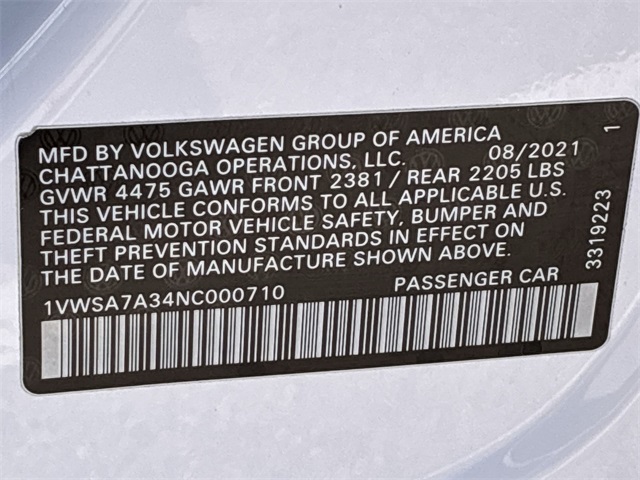 MFD BY VOLKSWAGEN GROUP OF AMERICA
CHATTANOOGA OPERATIONS, LLC. 08/2021
GVWR 4475 GAWR FRONT 2381 / REAR 2205 LBS
THIS VEHICLE CONFORMS TO ALL APPLICABLE U.S.
FEDERAL MOTOR VEHICLE SAFETY, BUMPER AND
THEFT PREVENTION STANDARDS IN EFFECT ON
THE DATE OF MANUFACTURE SHOWN ABOVE.
1VWSA7A34NC000710 PASSENGER CAR
3319223 1